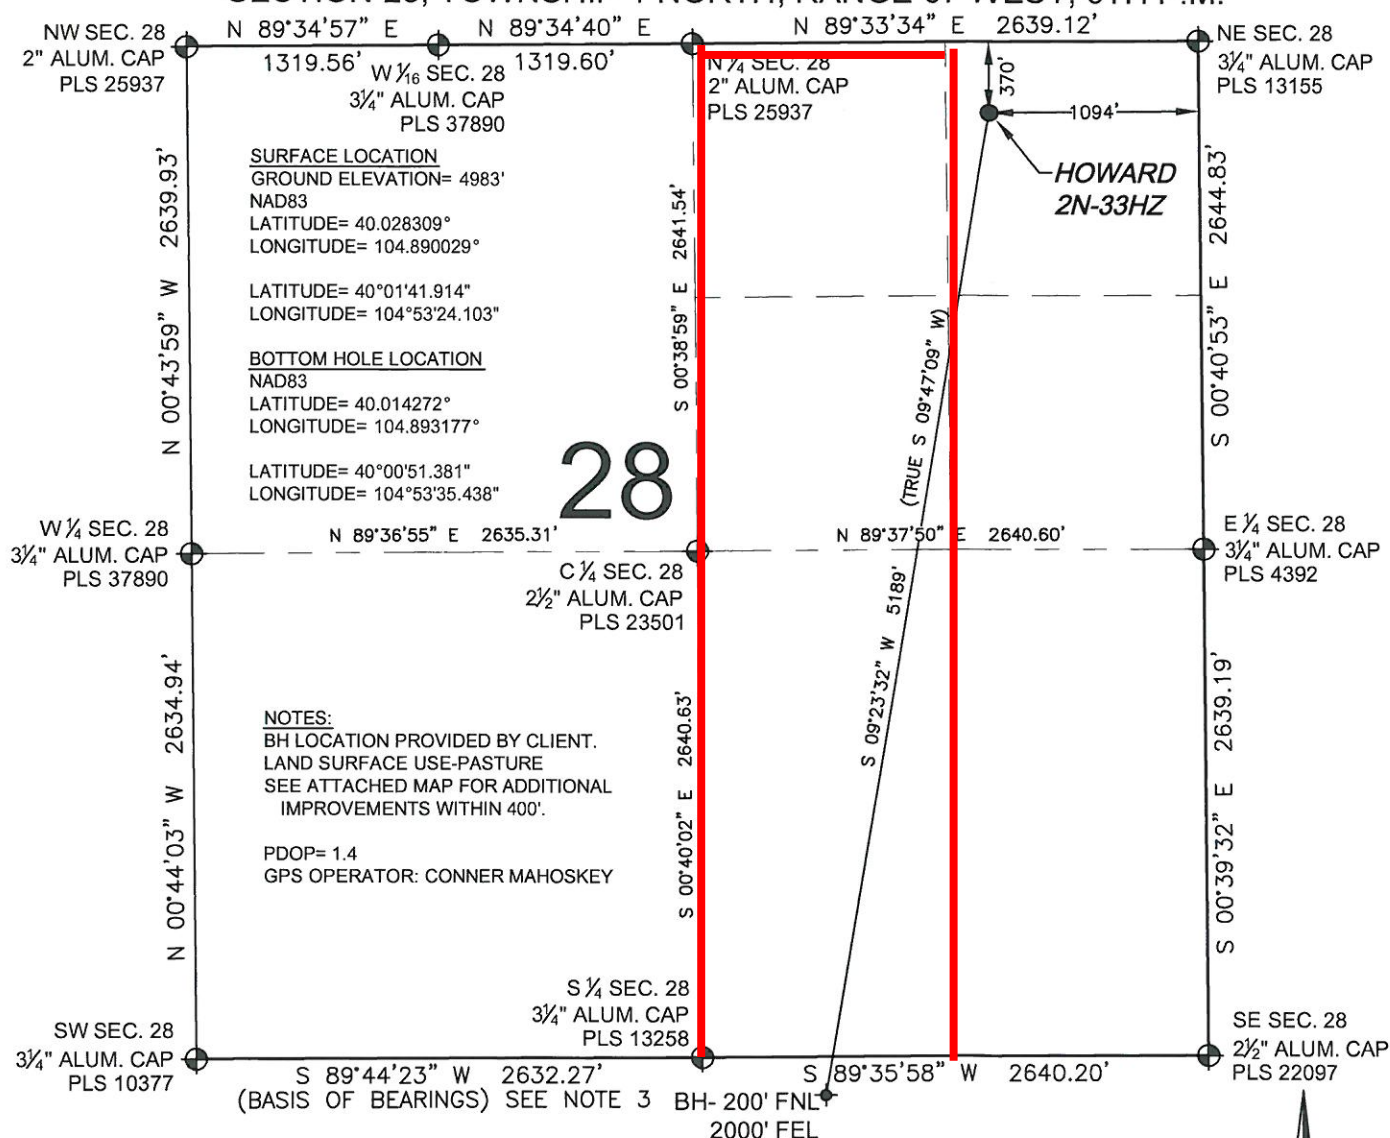 N 89°34'57" E
N 89°34'40" E
N 89°33'34" E 2639.12'
1319.56'
1319.60'
NW SEC. 28
2" ALUM. CAP
PLS 25937
W 1⁄16 SEC. 28
3¼" ALUM. CAP
PLS 37890
N ¼ SEC. 28
2" ALUM. CAP
PLS 25937
NE SEC. 28
3¼" ALUM. CAP
PLS 13155
370'
1094'
HOWARD
2N-33HZ
SURFACE LOCATION
GROUND ELEVATION= 4983'
NAD83
LATITUDE= 40.028309°
LONGITUDE= 104.890029°
LATITUDE= 40°01'41.914"
LONGITUDE= 104°53'24.103"
BOTTOM HOLE LOCATION
NAD83
LATITUDE= 40.014272°
LONGITUDE= 104.893177°
LATITUDE= 40°00'51.381"
LONGITUDE= 104°53'35.438"
N 00°43'59" W 2639.93'
S 00°38'59" E 2641.54'
(TRUE S 09°47'09" W)
S 00°40'53" E 2644.83'
28
W ¼ SEC. 28
3¼" ALUM. CAP
PLS 37890
N 89°36'55" E 2635.31'
C ¼ SEC. 28
2½" ALUM. CAP
PLS 23501
N 89°37'50" E 2640.60'
E ¼ SEC. 28
3¼" ALUM. CAP
PLS 4392
N 00°44'03" W 2634.94'
S 00°40'02" E 2640.63'
S 09°23'32" W 5189'
S 00°39'32" E 2639.19'
NOTES:
BH LOCATION PROVIDED BY CLIENT.
LAND SURFACE USE-PASTURE
SEE ATTACHED MAP FOR ADDITIONAL
IMPROVEMENTS WITHIN 400'.
PDOP= 1.4
GPS OPERATOR: CONNER MAHOSKEY
SW SEC. 28
3¼" ALUM. CAP
PLS 10377
S ¼ SEC. 28
3¼" ALUM. CAP
PLS 13258
SE SEC. 28
2½" ALUM. CAP
PLS 22097
S 89°44'23" W 2632.27'
(BASIS OF BEARINGS) SEE NOTE 3
S 89°35'58" W 2640.20'
BH- 200' FNL
2000' FEL